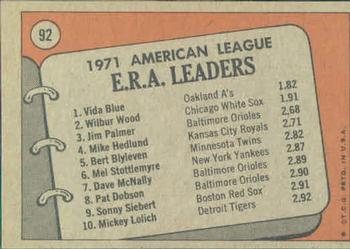 92
1971 AMERICAN LEAGUE
E.R.A. LEADERS
1. Vida Blue Oakland A's 1.82
2. Wilbur Wood Chicago White Sox 1.91
3. Jim Palmer Baltimore Orioles 2.68
4. Mike Hedlund Kansas City Royals 2.71
5. Bert Blyleven Minnesota Twins 2.82
6. Mel Stottlemyre New York Yankees 2.87
7. Dave McNally Baltimore Orioles 2.89
8. Pat Dobson Baltimore Orioles 2.90
9. Sonny Siebert Boston Red Sox 2.91
10. Mickey Lolich Detroit Tigers 2.92
© T.C.G. PRTD. IN U.S.A.